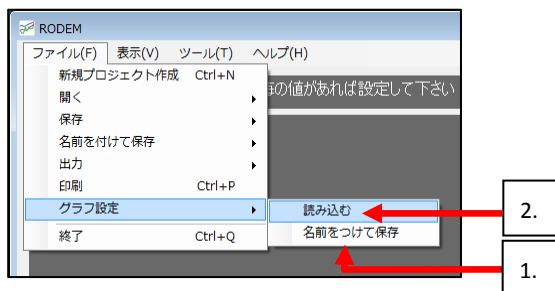 RODEM
ファイル(F) 表示(V) ツール(T) ヘルプ(H)
新規プロジェクト作成 Ctrl+N
の値があれば設定して下さい
開く
保存
名前を付けて保存
出力
印刷 Ctrl+P
グラフ設定
読み込む
2.
終了 Ctrl+Q
名前をつけて保存
1.